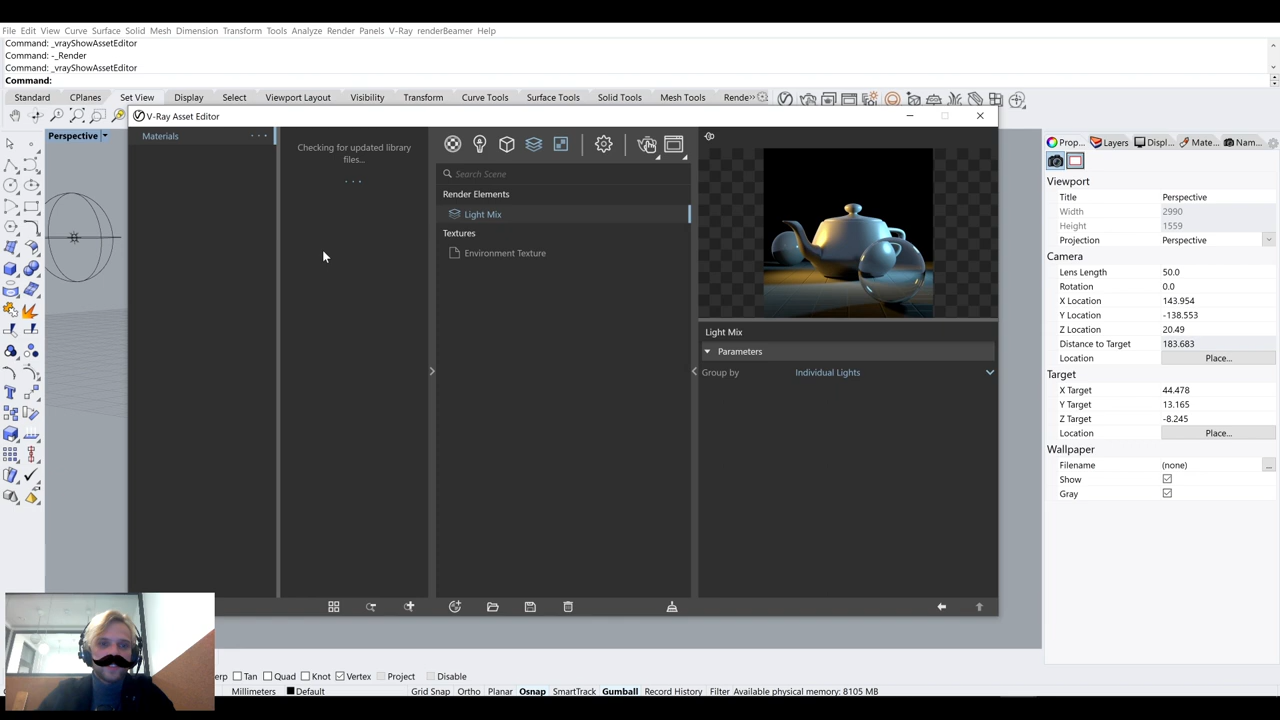 File Edit View Curve Surface Solid Mesh Dimension Transform Tools Analyze Render Panels V-Ray renderBeamer Help
Command: _vrayShowAssetEditor
Command: -_Render
Command: _vrayShowAssetEditor
Command:
Standard CPlanes Set View Display Select Viewport Layout Visibility Transform Curve Tools Surface Tools Solid Tools Mesh Tools Rende
Perspective
V-Ray Asset Editor
Materials
Checking for updated library
files...
Search Scene
Render Elements
Light Mix
Textures
Environment Texture
Light Mix
Parameters
Group by Individual Lights
Prop... Layers Displ... Mate... Nam...
Viewport
Title Perspective
Width 2990
Height 1559
Projection Perspective
Camera
Lens Length 50.0
Rotation 0.0
X Location 143.954
Y Location -138.553
Z Location 20.49
Distance to Target 183.683
Location Place...
Target
X Target 44.478
Y Target 13.165
Z Target -8.245
Location Place...
Wallpaper
Filename (none) ...
Show
Gray
erp Tan Quad Knot Vertex Project Disable
Millimeters Default Grid Snap Ortho Planar Osnap SmartTrack Gumball Record History Filter Available physical memory: 8105 MB